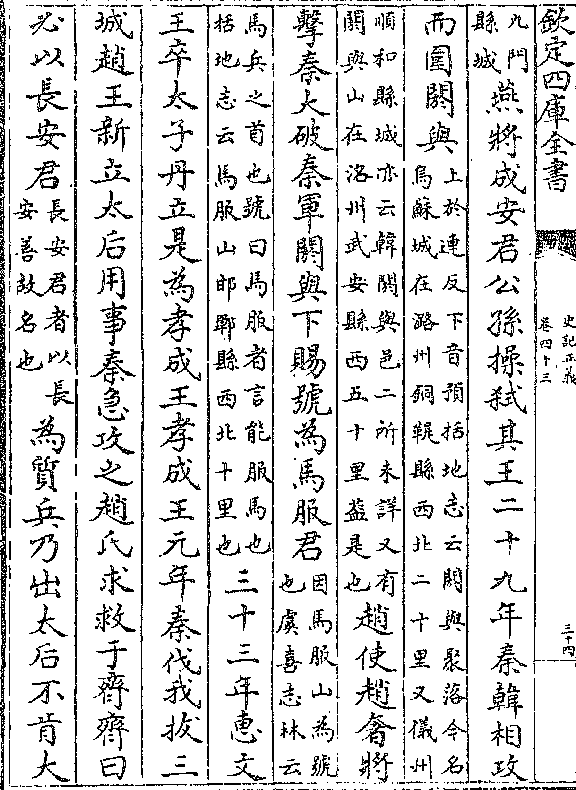 欽定四庫全書
史記正義
卷四十三
三十四
九門
縣城
燕將成安君公孫操弑其王二十九年秦韓相攻
而圍閼與
上於連反下音預括地志云閼與聚落今名
烏蘇城在潞州銅鞮縣西北二十里又儀州
順和縣城亦云韓閼與邑二所未詳又有
閼與山在洺州武安縣西五十里葢是也
趙使趙奢將
擊秦大破秦軍閼與下賜號為馬服君
因馬服山為號
也虞喜志林云
馬兵之首也號曰馬服者言能服馬也
括地志云馬服山邯鄲縣西北十里也
三十三年惠文
王卒太子丹立是為孝成王孝成王元年秦伐我拔三
城趙王新立太后用事秦急攻之趙氏求救于齊齊曰
必以長安君
長安君者以長
安善故名也
為質兵乃出太后不肯大